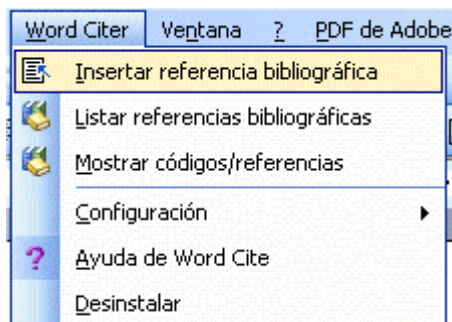 Word Citer Ventana ? PDF de Adobe
Insertar referencia bibliográfica
Listar referencias bibliográficas
Mostrar códigos/referencias
Configuración
? Ayuda de Word Cite
Desinstalar